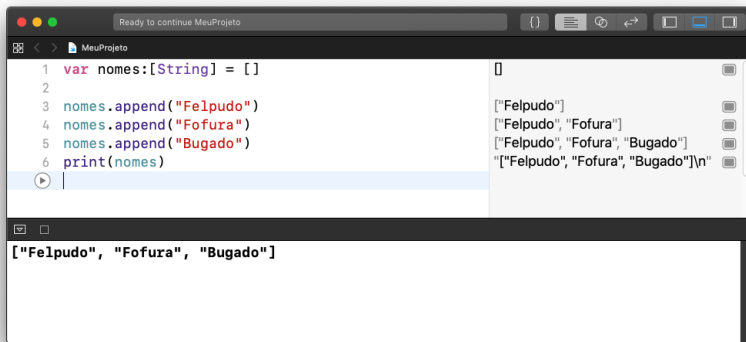 Ready to continue MeuProjeto
{}
MeuProjeto
1 var nomes:[String] = [] []
2
3 nomes.append("Felpudo") ["Felpudo"]
4 nomes.append("Fofura") ["Felpudo", "Fofura"]
5 nomes.append("Bugado") ["Felpudo", "Fofura", "Bugado"]
6 print(nomes) "["Felpudo", "Fofura", "Bugado"]\n"
["Felpudo", "Fofura", "Bugado"]